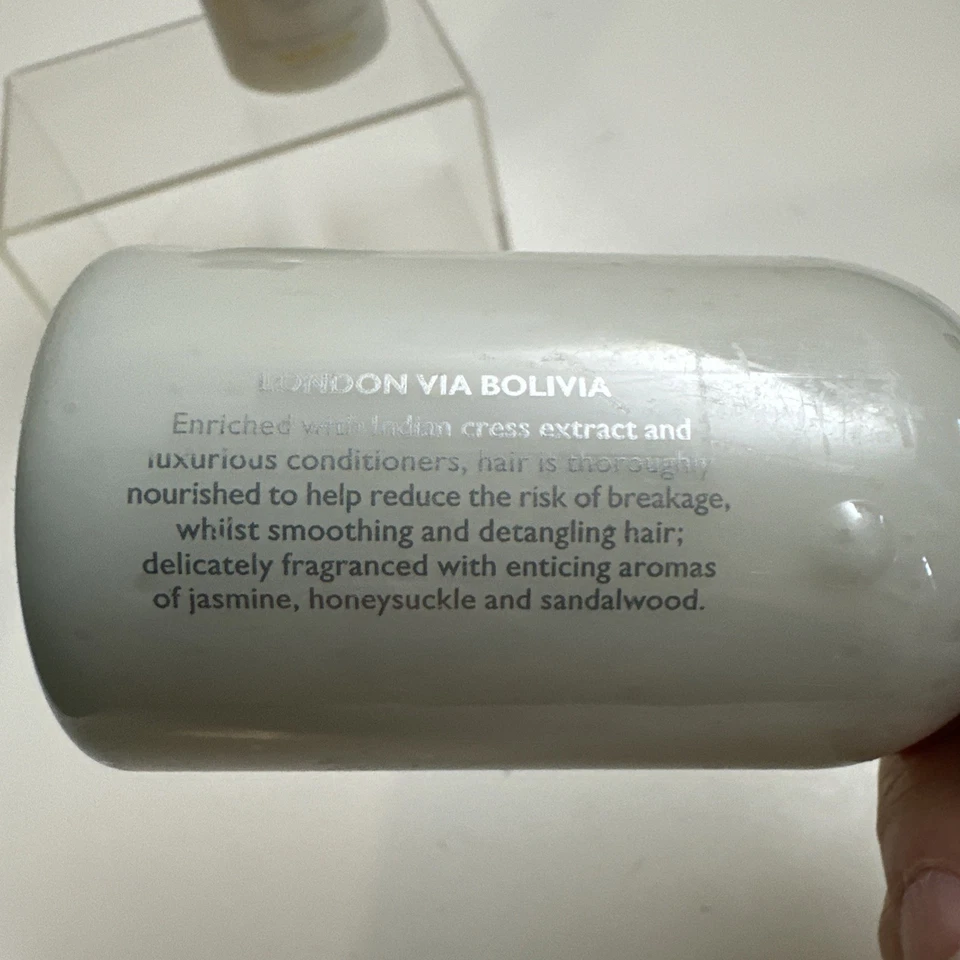 LONDON VIA BOLIVIA
Enriched with Indian cress extract and
luxurious conditioners, hair is thoroughly
nourished to help reduce the risk of breakage,
whilst smoothing and detangling hair;
delicately fragranced with enticing aromas
of jasmine, honeysuckle and sandalwood.